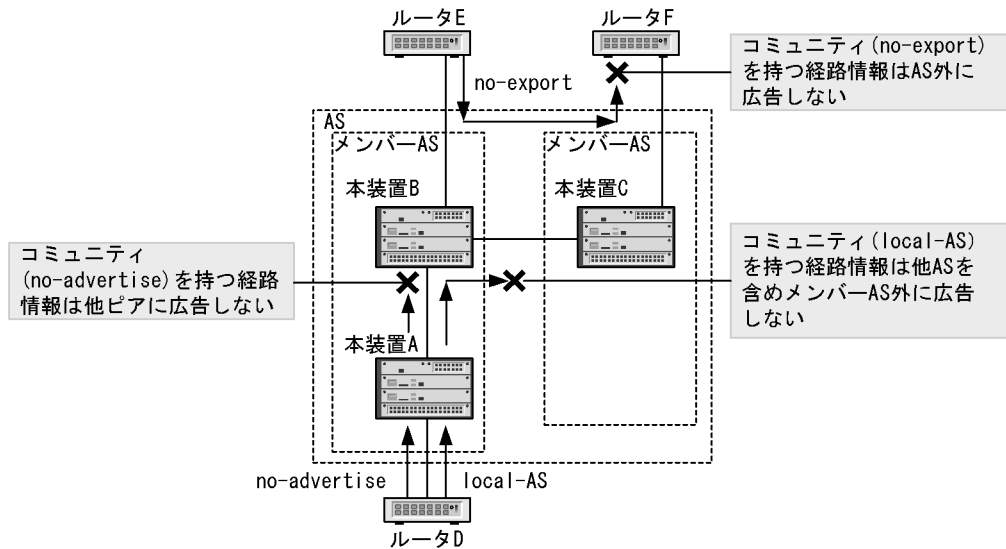 ルータE
ルータF
コミュニティ(no-export)
を持つ経路情報はAS外に
広告しない
no-export
AS
メンバーAS
メンバーAS
本装置B
本装置C
コミュニティ
(no-advertise)を持つ経路
情報は他ピアに広告しない
コミュニティ(local-AS)
を持つ経路情報は他ASを
含めメンバーAS外に広告
しない
本装置A
no-advertise
local-AS
ルータD